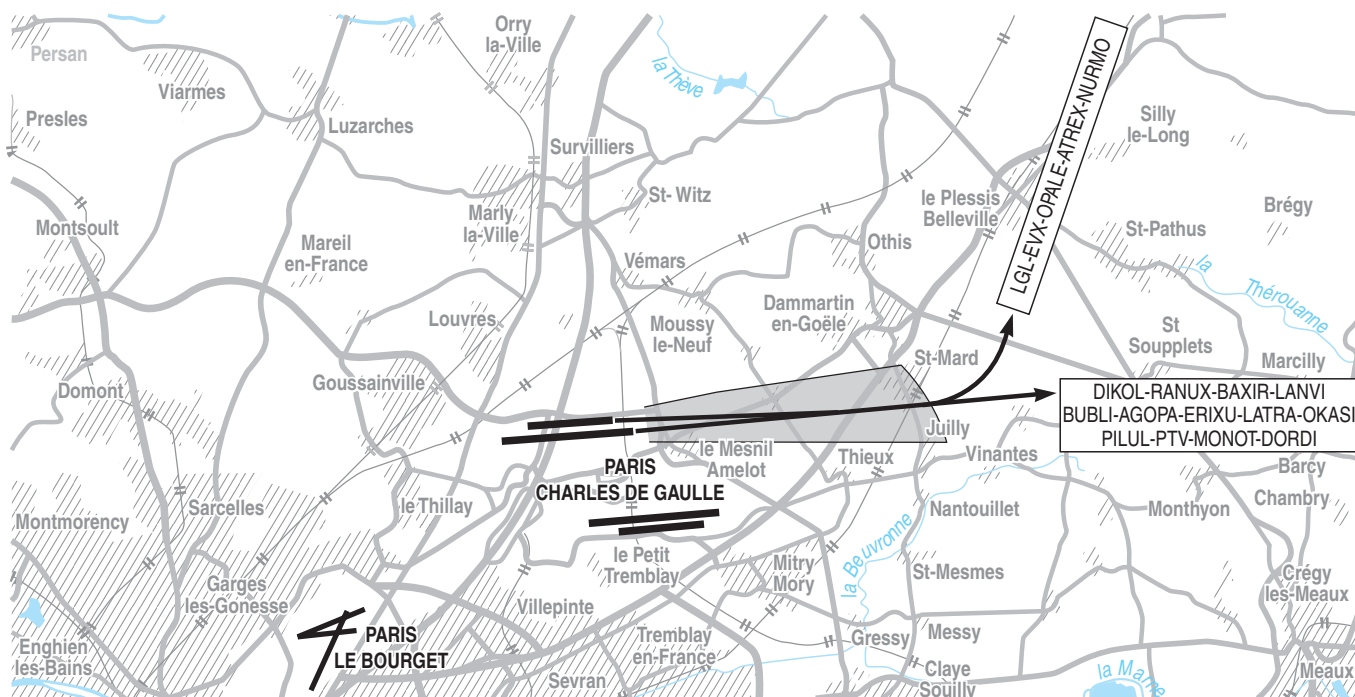 Orry
la-Ville
Persan
Viarmes
la Thève
Presles
Luzarches
Silly
le-Long
Survilliers
LGL-EVX-OPALE-ATREX-NURMO
St- Witz
le Plessis
Belleville
Brégy
Marly
la-Ville
Montsoult
St-Pathus
Mareil
en-France
Othis
Vémars
la Thérouanne
Dammartin
en-Goële
Louvres
Moussy
le-Neuf
St
Soupplets
St-Mard
Marcilly
Goussainville
Domont
DIKOL-RANUX-BAXIR-LANVI
BUBLI-AGOPA-ERIXU-LATRA-OKASI
PILUL-PTV-MONOT-DORDI
Juilly
le Mesnil
Amelot
Thieux
Vinantes
PARIS
CHARLES DE GAULLE
Barcy
Chambry
Sarcelles
le Thillay
Montmorency
Nantouillet
Monthyon
la Beuvronne
le Petit
Tremblay
Mitry
Mory
St-Mesmes
Crégy
les-Meaux
Garges
les-Gonesse
Villepinte
PARIS
LE BOURGET
Tremblay
en-France
Gressy
Messy
Enghien
les-Bains
Sevran
Claye
Souilly
la Marne
Meaux